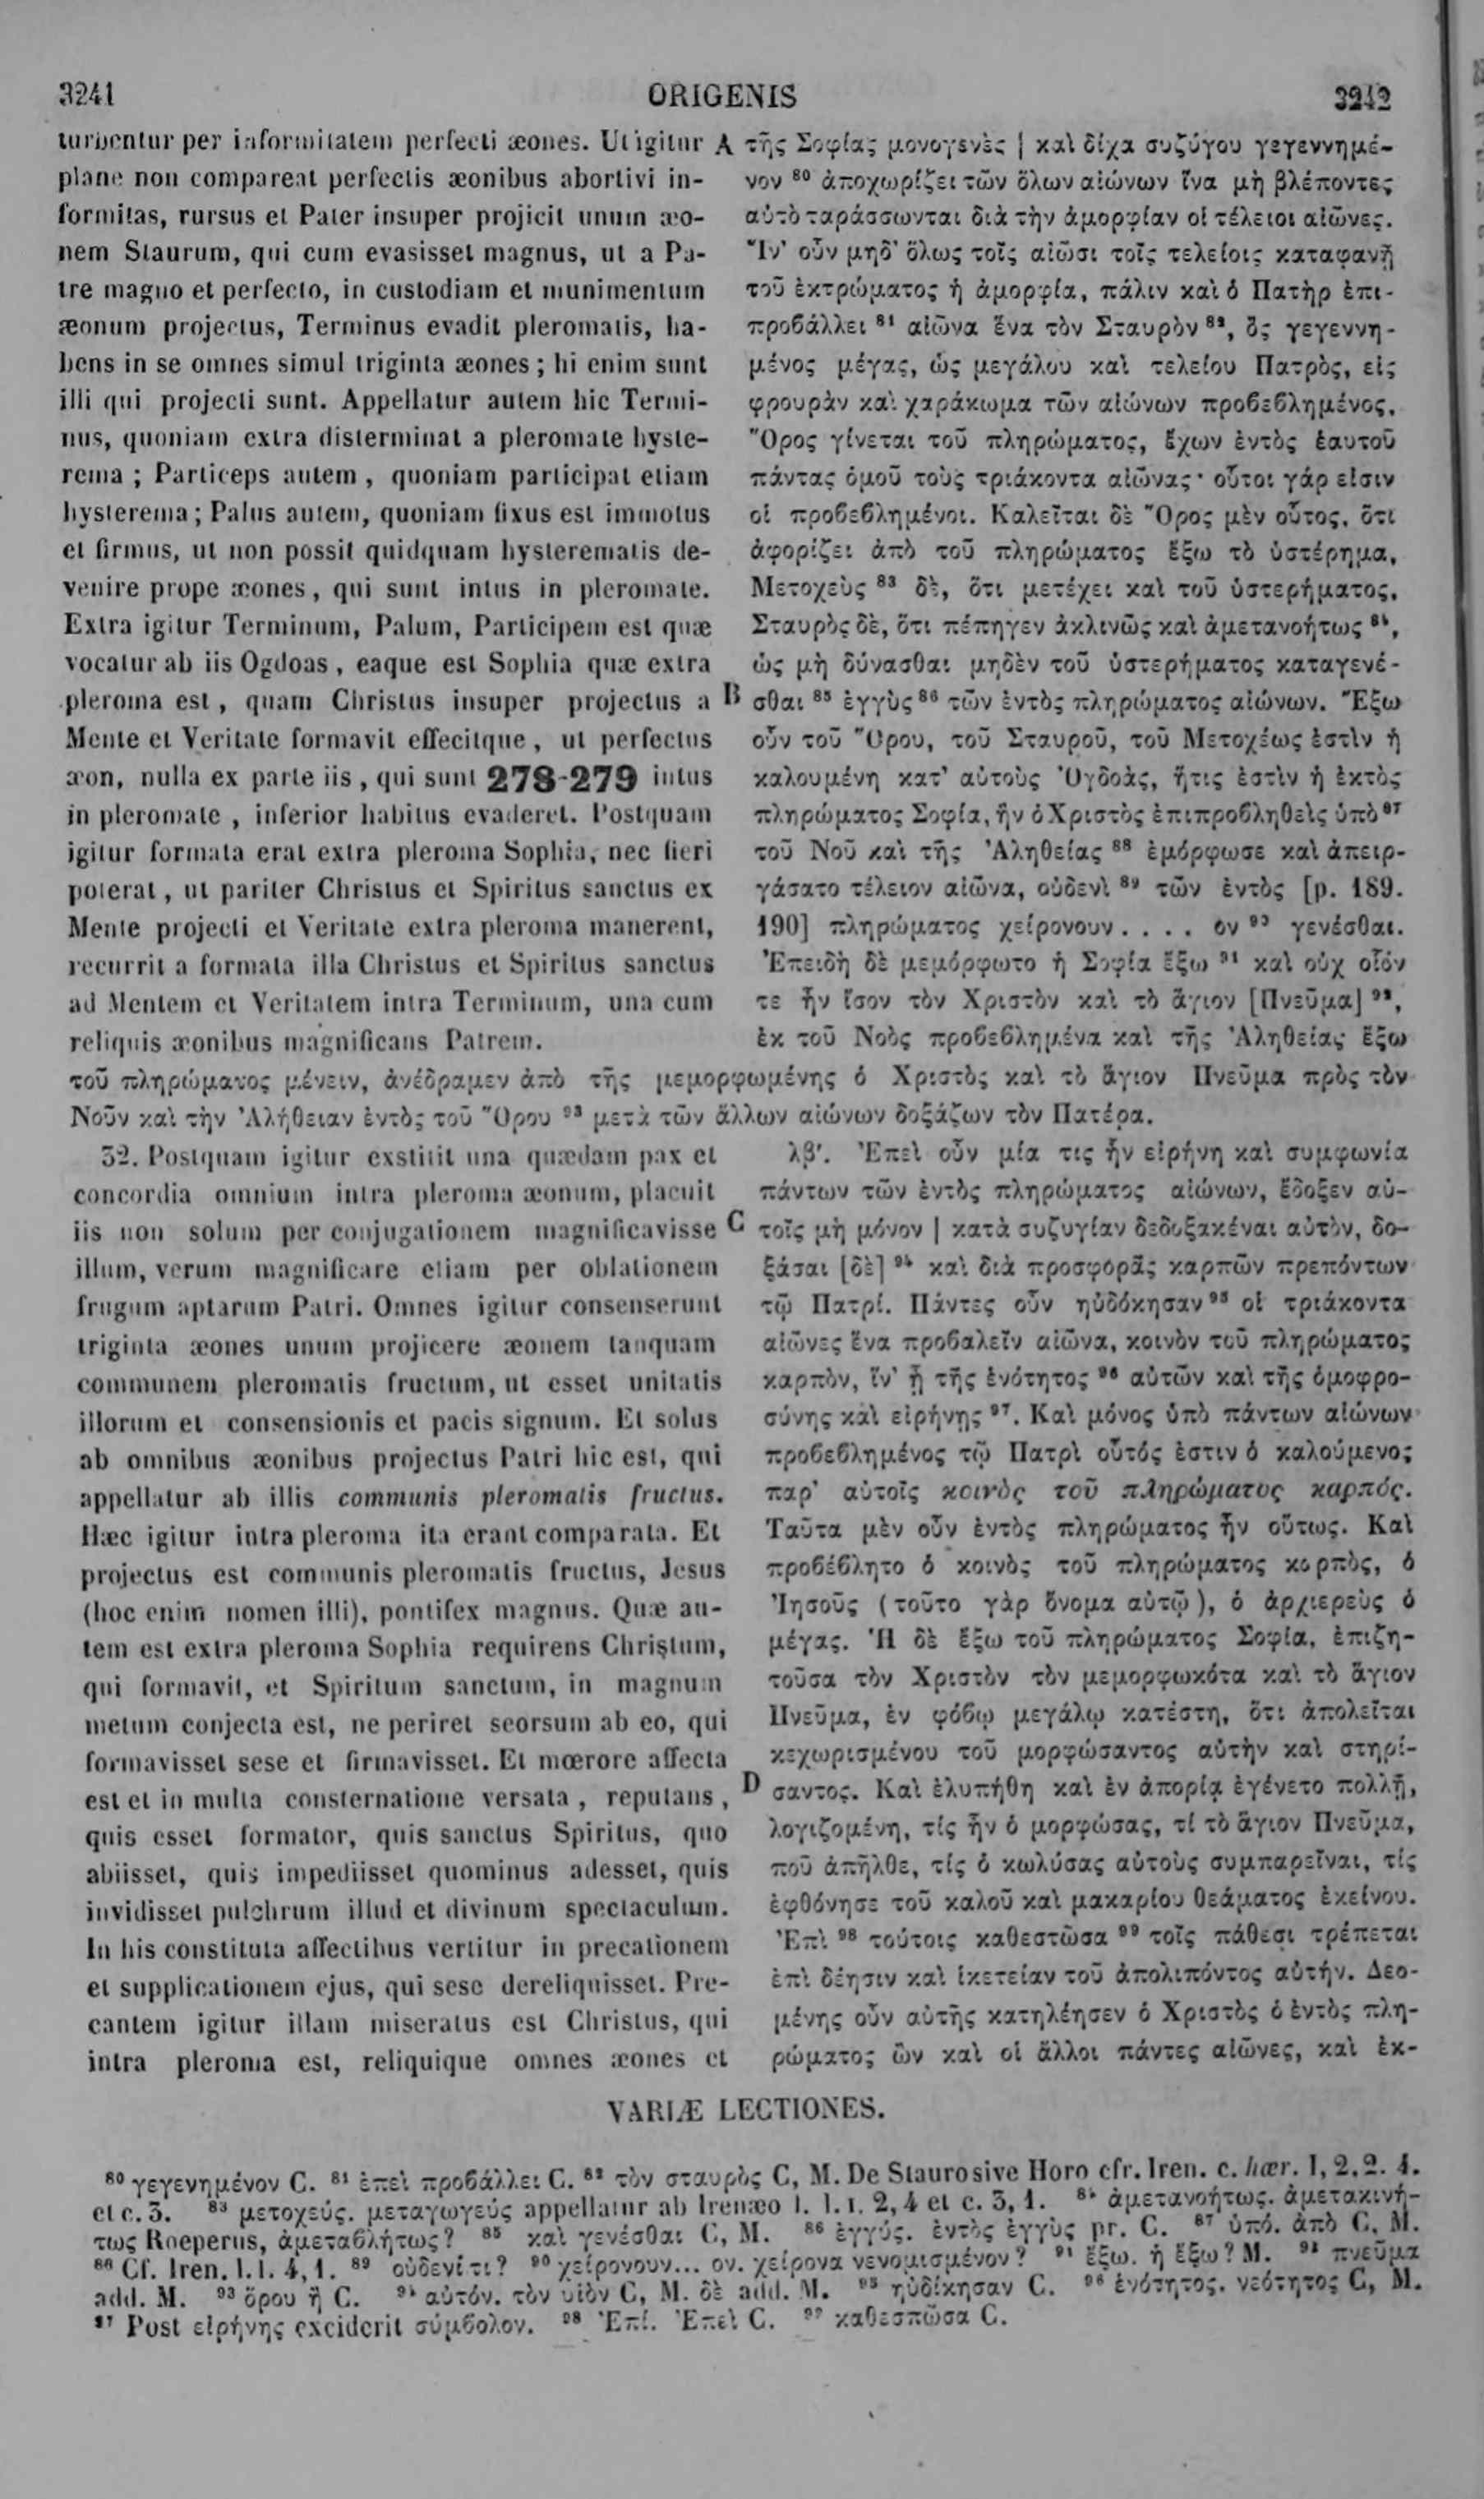 3241
ORIGENIS
3242
turbentur per informitatem perfecti æones. Ut igitur
plane non compareat perfectis æonibus abortivi in-
formitas, rursus et Pater insuper projicit unum æo-
nem Staurum, qui cum evasisset magnus, ut a Pa-
tre magno et perfecto, in custodiam et munimentum
æonum projectus, Terminus evadit pleromatis, ha-
bens in se omnes simul triginta æones ; hi enim sunt
illi qui projecti sunt. Appellatur autem hic Termi-
nus, quoniam extra disterminat a pleromate hyste-
rema ; Particeps autem , quoniam participat etiam
hysterema; Palus autem, quoniam fixus est immotus
et firmus, ut non possit quidquam hysterematis de-
venire prope æones, qui sunt intus in pleromate.
Extra igitur Terminum, Palum, Participem est quæ
vocatur ab iis Ogdoas , eaque est Sophia quæ extra
pleroma est , quam Christus insuper projectus a
Mente et Veritate formavit effecitque , ut perfectus
æon, nulla ex parte iis , qui sunt 278-279 intus
in pleromate , inferior habitus evaderet. Postquam
igitur formata erat extra pleroma Sophia, nec fieri
poterat , ut pariter Christus et Spiritus sanctus ex
Mente projecti et Veritate extra pleroma manerent,
recurrit a formata illa Christus et Spiritus sanctus
ad Mentem et Veritatem intra Terminum, una cum
reliquis æonibus magnificans Patrem.
A τῆς Σοφίας μονογενὲς | καὶ δίχα συζύγου γεγεννημέ-
νον ⁸⁰ ἀποχωρίζει τῶν ὅλων αἰώνων ἵνα μὴ βλέποντες
αὐτὸ ταράσσωνται διὰ τὴν ἀμορφίαν οἱ τέλειοι αἰῶνες.
Ἵν' οὖν μηδ' ὅλως τοῖς αἰῶσι τοῖς τελείοις καταφανῇ
τοῦ ἐκτρώματος ἡ ἀμορφία, πάλιν καὶ ὁ Πατὴρ ἐπι-
προβάλλει ⁸¹ αἰῶνα ἕνα τὸν Σταυρὸν ⁸², ὃς γεγεννη-
μένος μέγας, ὡς μεγάλου καὶ τελείου Πατρὸς, εἰς
φρουρὰν καὶ χαράκωμα τῶν αἰώνων προβεβλημένος,
Ὅρος γίνεται τοῦ πληρώματος, ἔχων ἐντὸς ἑαυτοῦ
πάντας ὁμοῦ τοὺς τριάκοντα αἰῶνας· οὗτοι γάρ εἰσιν
οἱ προβεβλημένοι. Καλεῖται δὲ Ὅρος μὲν οὗτος, ὅτι
ἀφορίζει ἀπὸ τοῦ πληρώματος ἔξω τὸ ὑστέρημα,
Μετοχεὺς ⁸³ δὲ, ὅτι μετέχει καὶ τοῦ ὑστερήματος,
Σταυρὸς δὲ, ὅτι πέπηγεν ἀκλινῶς καὶ ἀμετανοήτως ⁸⁴,
ὡς μὴ δύνασθαι μηδὲν τοῦ ὑστερήματος καταγενέ-
B σθαι ⁸⁵ ἐγγὺς ⁸⁶ τῶν ἐντὸς πληρώματος αἰώνων. Ἔξω
οὖν τοῦ Ὅρου, τοῦ Σταυροῦ, τοῦ Μετοχέως ἐστὶν ἡ
καλουμένη κατ' αὐτοὺς Ὀγδοὰς, ἥτις ἐστὶν ἡ ἐκτὸς
πληρώματος Σοφία, ἣν ὁ Χριστὸς ἐπιπροβληθεὶς ὑπὸ ⁸⁷
τοῦ Νοῦ καὶ τῆς Ἀληθείας ⁸⁸ ἐμόρφωσε καὶ ἀπειρ-
γάσατο τέλειον αἰῶνα, οὐδενὶ ⁸⁹ τῶν ἐντὸς [p. 189.
190] πληρώματος χείρονουν . . . . ον ⁹³ γενέσθαι.
Ἐπειδὴ δὲ μεμόρφωτο ἡ Σοφία ἔξω ⁹¹ καὶ οὐχ οἷόν
τε ἦν ἴσον τὸν Χριστὸν καὶ τὸ ἅγιον [Πνεῦμα] ⁹²,
ἐκ τοῦ Νοὸς προβεβλημένα καὶ τῆς Ἀληθείας ἔξω
τοῦ πληρώματος μένειν, ἀνέδραμεν ἀπὸ τῆς μεμορφωμένης ὁ Χριστὸς καὶ τὸ ἅγιον Πνεῦμα πρὸς τὸν
Νοῦν καὶ τὴν Ἀλήθειαν ἐντὸς τοῦ Ὅρου ⁹³ μετὰ τῶν ἄλλων αἰώνων δοξάζων τὸν Πατέρα.
32. Postquam igitur exstitit una quædam pax et
concordia omnium intra pleroma æonum, placuit
iis non solum per conjugationem magnificavisse
illum, verum magnificare etiam per oblationem
frugum aptarum Patri. Omnes igitur consenserunt
triginta æones unum projicere æonem tanquam
communem pleromatis fructum, ut esset unitatis
illorum et consensionis et pacis signum. Et solus
ab omnibus æonibus projectus Patri hic est, qui
appellatur ab illis communis pleromatis fructus.
Hæc igitur intra pleroma ita erant comparata. Et
projectus est communis pleromatis fructus, Jesus
(hoc enim nomen illi), pontifex magnus. Quæ au-
tem est extra pleroma Sophia requirens Christum,
qui formavit, et Spiritum sanctum, in magnum
metum conjecta est, ne periret seorsum ab eo, qui
formavisset sese et firmavisset. Et mœrore affecta
est et in multa consternatione versata , reputans ,
quis esset formator, quis sanctus Spiritus, quo
abiisset, quis impediisset quominus adesset, quis
invidisset pulchrum illud et divinum spectaculum.
In his constituta affectibus vertitur in precationem
et supplicationem ejus, qui sese dereliquisset. Pre-
cantem igitur illam miseratus est Christus, qui
intra pleroma est, reliquique omnes æones et
λβ'. Ἐπεὶ οὖν μία τις ἦν εἰρήνη καὶ συμφωνία
πάντων τῶν ἐντὸς πληρώματος αἰώνων, ἔδοξεν αὐ-
C τοῖς μὴ μόνον | κατὰ συζυγίαν δεδοξακέναι αὐτὸν, δο-
ξάσαι [δὲ] ⁹⁴ καὶ διὰ προσφορᾶς καρπῶν πρεπόντων
τῷ Πατρί. Πάντες οὖν ηὐδόκησαν ⁹⁵ οἱ τριάκοντα
αἰῶνες ἕνα προβαλεῖν αἰῶνα, κοινὸν τοῦ πληρώματος
καρπὸν, ἵν' ᾖ τῆς ἑνότητος ⁹⁶ αὐτῶν καὶ τῆς ὁμοφρο-
σύνης καὶ εἰρήνης ⁹⁷. Καὶ μόνος ὑπὸ πάντων αἰώνων
προβεβλημένος τῷ Πατρὶ οὗτός ἐστιν ὁ καλούμενος
παρ' αὐτοῖς κοινὸς τοῦ πληρώματος καρπός.
Ταῦτα μὲν οὖν ἐντὸς πληρώματος ἦν οὕτως. Καὶ
προβέβλητο ὁ κοινὸς τοῦ πληρώματος καρπὸς, ὁ
Ἰησοῦς (τοῦτο γὰρ ὄνομα αὐτῷ), ὁ ἀρχιερεὺς ὁ
μέγας. Ἡ δὲ ἔξω τοῦ πληρώματος Σοφία, ἐπιζη-
τοῦσα τὸν Χριστὸν τὸν μεμορφωκότα καὶ τὸ ἅγιον
Πνεῦμα, ἐν φόβῳ μεγάλῳ κατέστη, ὅτι ἀπολεῖται
κεχωρισμένου τοῦ μορφώσαντος αὐτὴν καὶ στηρί-
D σαντος. Καὶ ἐλυπήθη καὶ ἐν ἀπορίᾳ ἐγένετο πολλῇ,
λογιζομένη, τίς ἦν ὁ μορφώσας, τί τὸ ἅγιον Πνεῦμα,
ποῦ ἀπῆλθε, τίς ὁ κωλύσας αὐτοὺς συμπαρεῖναι, τίς
ἐφθόνησε τοῦ καλοῦ καὶ μακαρίου θεάματος ἐκείνου.
Ἐπὶ ⁹⁸ τούτοις καθεστῶσα ⁹⁹ τοῖς πάθεσι τρέπεται
ἐπὶ δέησιν καὶ ἱκετείαν τοῦ ἀπολιπόντος αὐτήν. Δεο-
μένης οὖν αὐτῆς κατηλέησεν ὁ Χριστὸς ὁ ἐντὸς πλη-
ρώματος ὢν καὶ οἱ ἄλλοι πάντες αἰῶνες, καὶ ἐκ-
VARIÆ LECTIONES.
⁸⁰ γεγενημένον C. ⁸¹ ἐπεὶ προβάλλει C. ⁸² τὸν σταυρὸς C, M. De Stauro sive Horo cfr. Iren. c. hær. I, 2, 2. 4.
et c. 3. ⁸³ μετοχεύς. μεταγωγεύς appellatur ab Irenæo l. l. I. 2, 4 et c. 3, 1. ⁸⁴ ἀμετανοήτως. ἀμετακινή-
τως Roeperus, ἀμεταβλήτως? ⁸⁵ καὶ γενέσθαι C, M. ⁸⁶ ἐγγύς. ἐντὸς ἐγγὺς pr. C. ⁸⁷ ὑπό. ἀπὸ C, M.
⁸⁸ Cf. Iren. l. l. 4, 1. ⁸⁹ οὐδενί τι? ⁹⁰ χείρονουν... ον. χείρονα νενομισμένον? ⁹¹ ἔξω. ἡ ἔξω? M. ⁹² πνεῦμα
add. M. ⁹³ ὅρου ἢ C. ⁹⁴ αὐτόν. τὸν υἱὸν C, M. δὲ add. M. ⁹⁵ ηὐδίκησαν C. ⁹⁶ ἑνότητος. νεότητος C, M.
⁹⁷ Post εἰρήνης exciderit σύμβολον. ⁹⁸ Ἐπί. Ἐπεὶ C. ⁹⁹ καθεσπῶσα C.